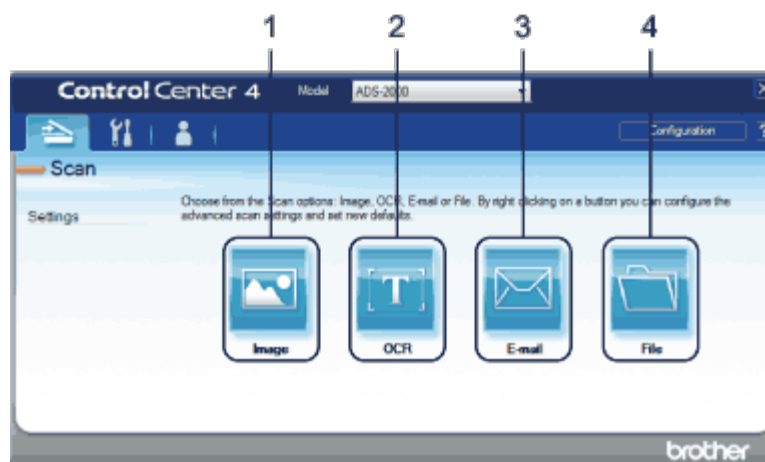 1 2 3 4
ControlCenter 4 Model ADS-2000
Configuration ?
Scan
Choose from the Scan options: Image, OCR, E-mail or File. By right clicking on a button you can configure the
Settings advanced scan settings and set new defaults.
T
Image OCR E-mail File
brother